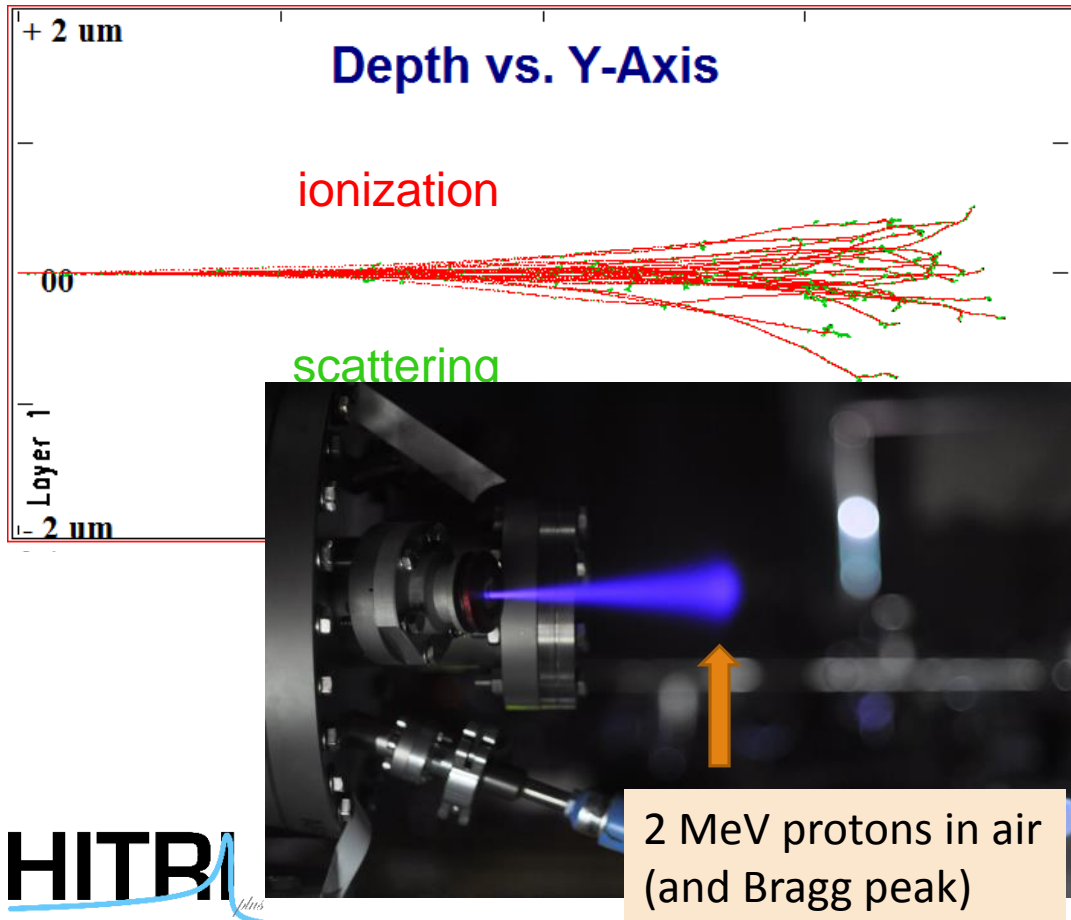 + 2 um
Depth vs. Y-Axis
ionization
00
scattering
Layer 1
- 2 um
2 MeV protons in air
(and Bragg peak)
HITRI
plus